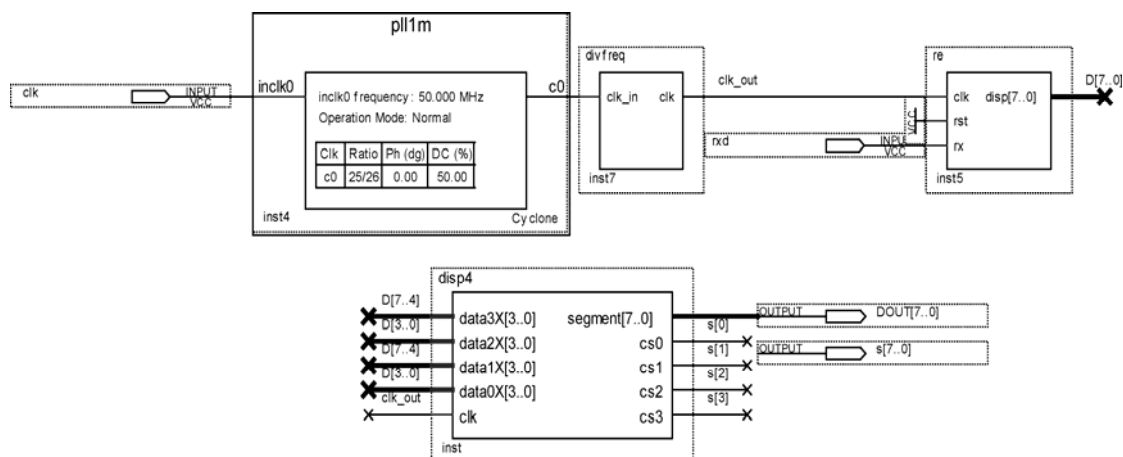 pll1m
clk
INPUT
VCC
inclk0
c0
inclk0 frequency: 50.000 MHz
Operation Mode: Normal
Clk Ratio Ph (dg) DC (%)
c0 25/26 0.00 50.00
inst4
Cyclone
divfreq
clk_in clk
inst7
clk_out
rxd
INPUT
VCC
VCC
re
clk disp[7..0]
rst
rx
inst5
D[7..0]
disp4
D[7..4]
D[3..0]
D[7..4]
D[3..0]
clk_out
data3X[3..0] segment[7..0]
data2X[3..0] cs0
data1X[3..0] cs1
data0X[3..0] cs2
clk cs3
inst
s[0]
s[1]
s[2]
s[3]
OUTPUT DOUT[7..0]
OUTPUT s[7..0]